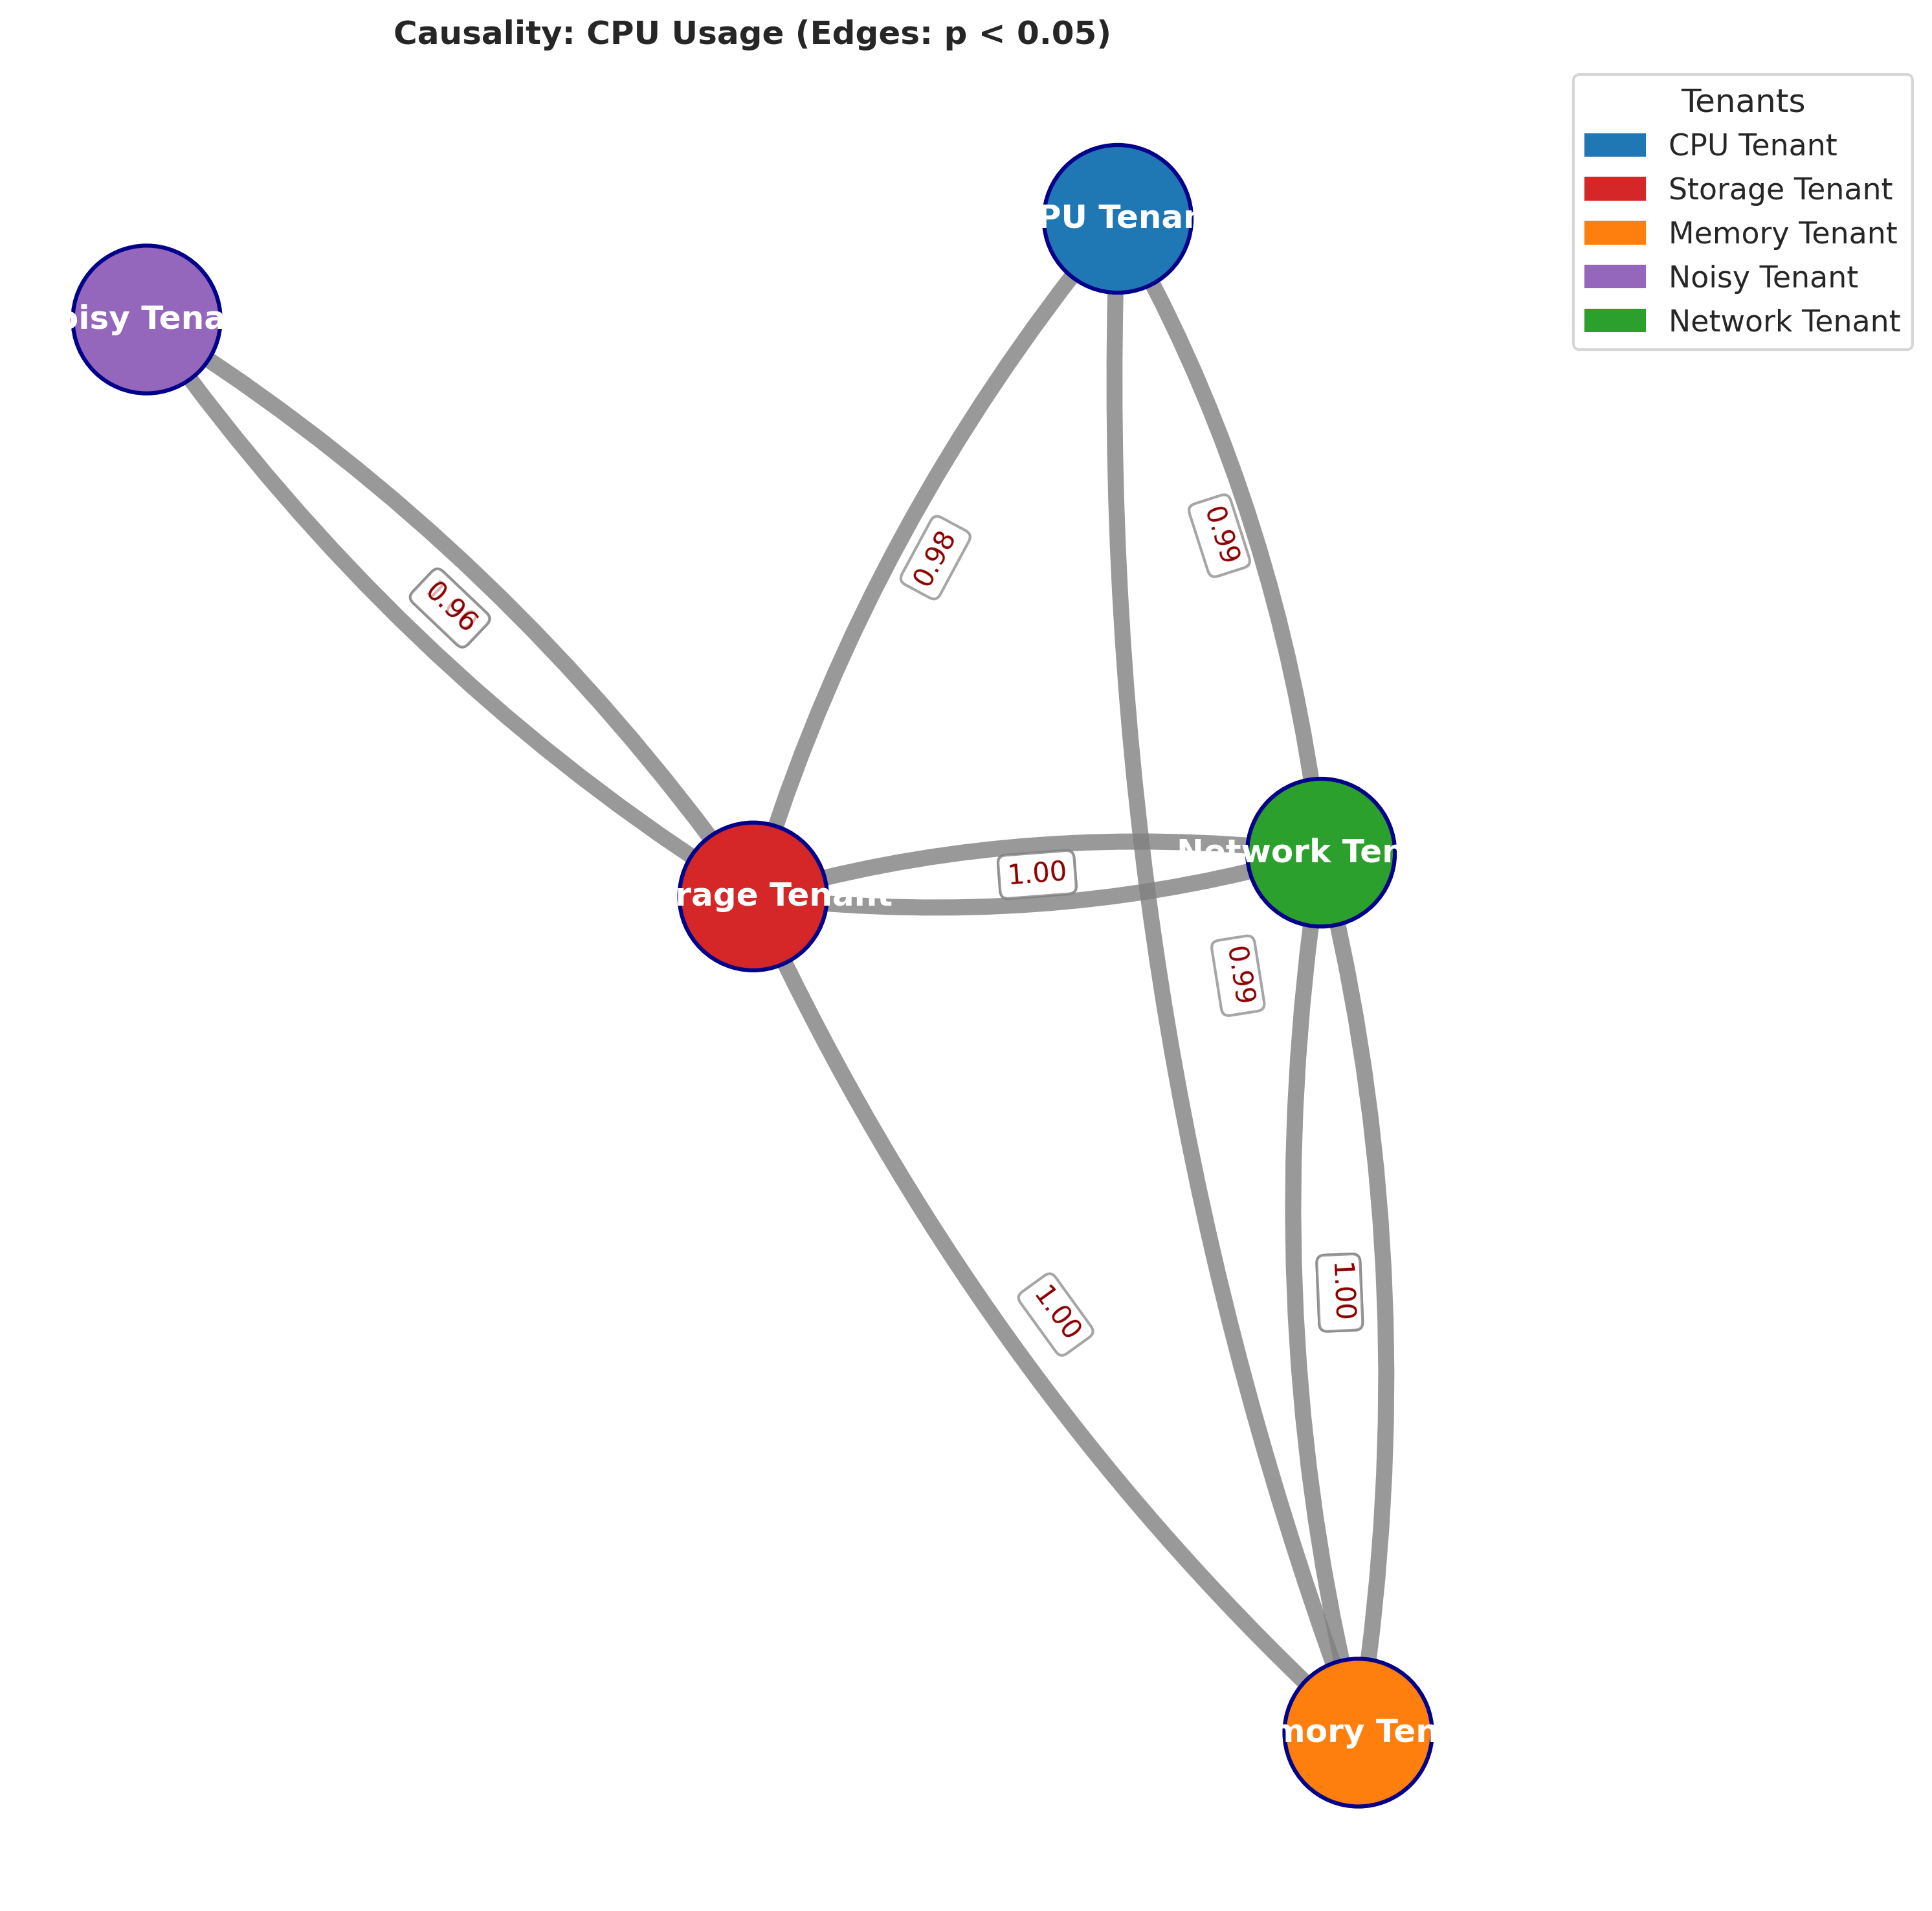 Causality: CPU Usage (Edges: p < 0.05)
Tenants
CPU Tenant
Storage Tenant
Memory Tenant
Noisy Tenant
Network Tenant
PU Tenan
oisy Tena
0.98
0.99
0.96
Network Ten
1.00
rage Tenant
0.99
1.00
1.00
mory Ten